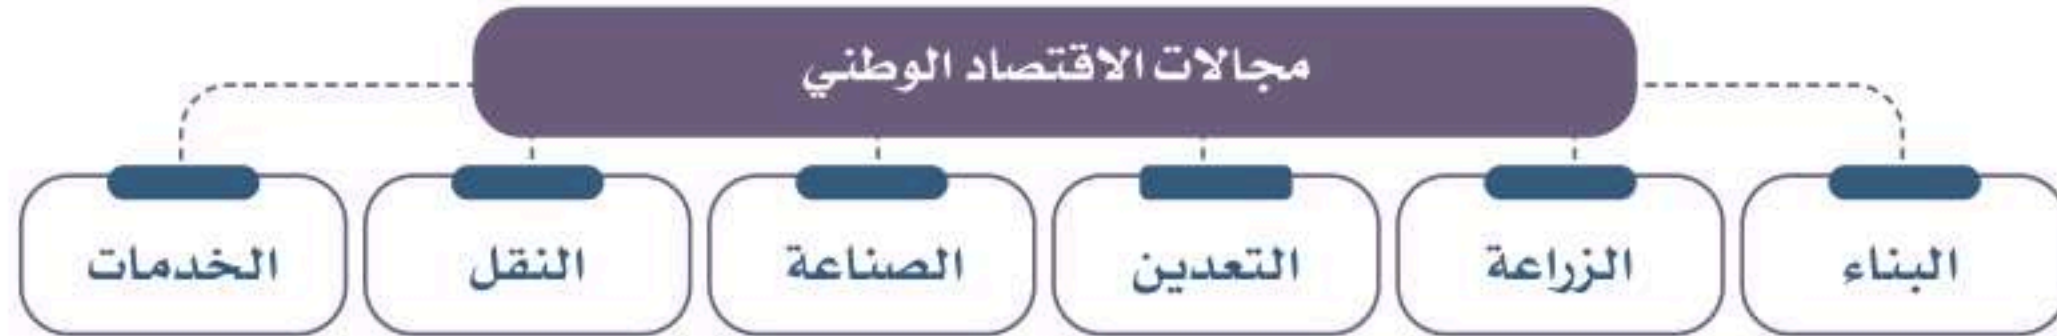 مجالات الاقتصاد الوطني
البناء
الزراعة
التعدين
الصناعة
النقل
الخدمات